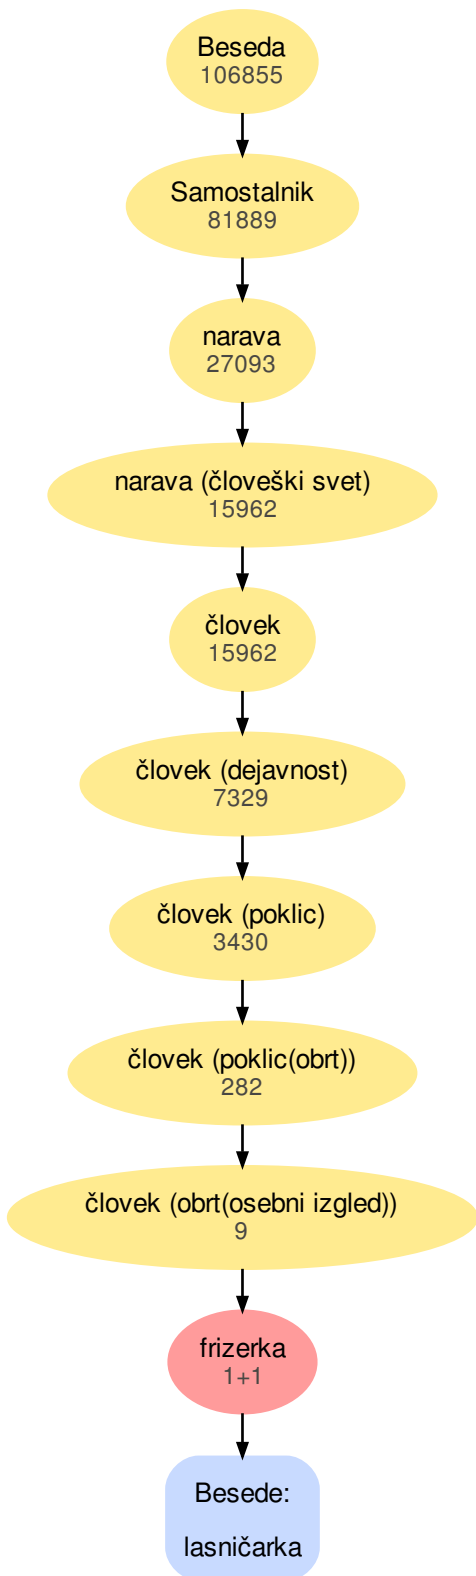 Beseda
106855
Samostalnik
81889
narava
27093
narava (človeški svet)
15962
človek
15962
človek (dejavnost)
7329
človek (poklic)
3430
človek (poklic(obrt))
282
človek (obrt(osebni izgled))
9
frizerka
1+1
Besede:
lasničarka